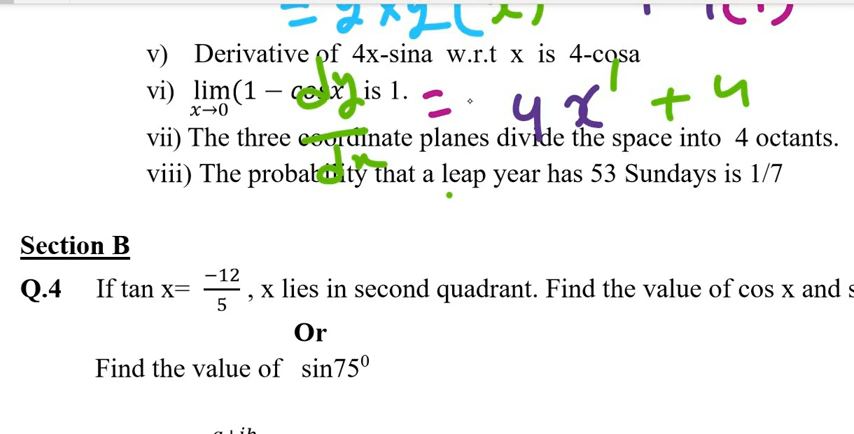 v) Derivative of 4x-sina w.r.t x is 4-cosa
vi) lim x→0 (1 − cosx) is 1.
dy/dx = 4x¹ + 4
vii) The three coordinate planes divide the space into 4 octants.
viii) The probability that a leap year has 53 Sundays is 1/7
Section B
Q.4 If tan x= −12/5 , x lies in second quadrant. Find the value of cos x and s
Or
Find the value of sin75⁰